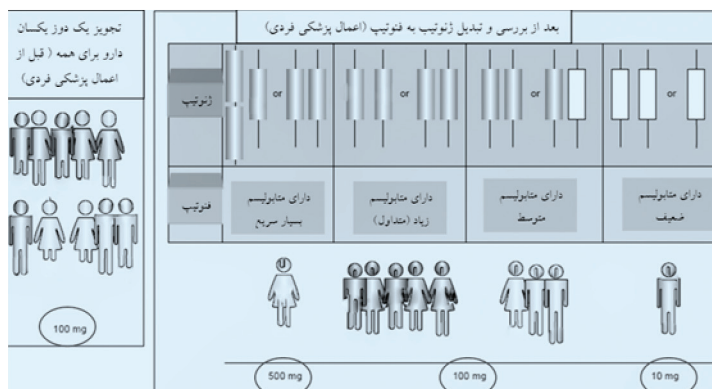 بعد از بررسی و تبدیل ژنوتیپ به فنوتیپ (اعمال پزشکی فردی)
تجویز یک دوز یکسان
دارو برای همه ( قبل از
اعمال پزشکی فردی)
ژنوتیپ
or
or
or
or
فنوتیپ
دارای متابولیسم
بسیار سریع
دارای متابولیسم
زیاد (متداول)
دارای متابولیسم
متوسط
دارای متابولیسم
ضعیف
100 mg
500 mg
100 mg
10 mg